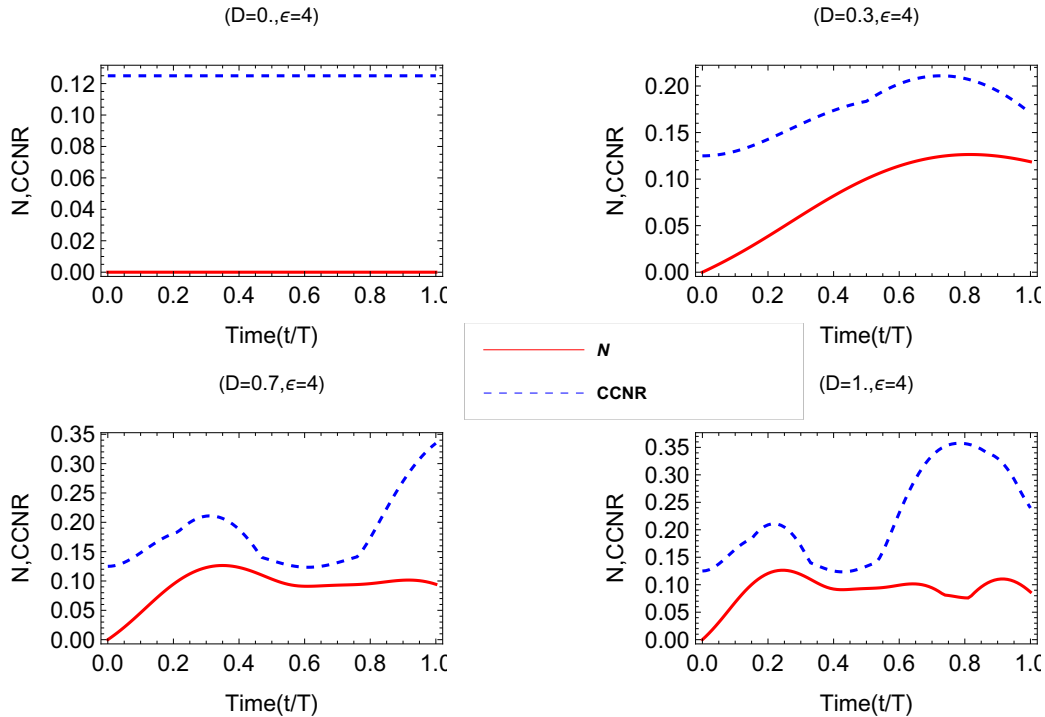 (D=0.,ϵ=4)
0.12
0.10
0.08
0.06
0.04
0.02
0.00
N,CCNR
0.0 0.2 0.4 0.6 0.8 1.0
Time(t/T)
(D=0.3,ϵ=4)
0.20
0.15
0.10
0.05
0.00
N,CCNR
0.0 0.2 0.4 0.6 0.8 1.0
Time(t/T)
N
CCNR
(D=0.7,ϵ=4)
0.35
0.30
0.25
0.20
0.15
0.10
0.05
0.00
N,CCNR
0.0 0.2 0.4 0.6 0.8 1.0
Time(t/T)
(D=1.,ϵ=4)
0.35
0.30
0.25
0.20
0.15
0.10
0.05
0.00
N,CCNR
0.0 0.2 0.4 0.6 0.8 1.0
Time(t/T)